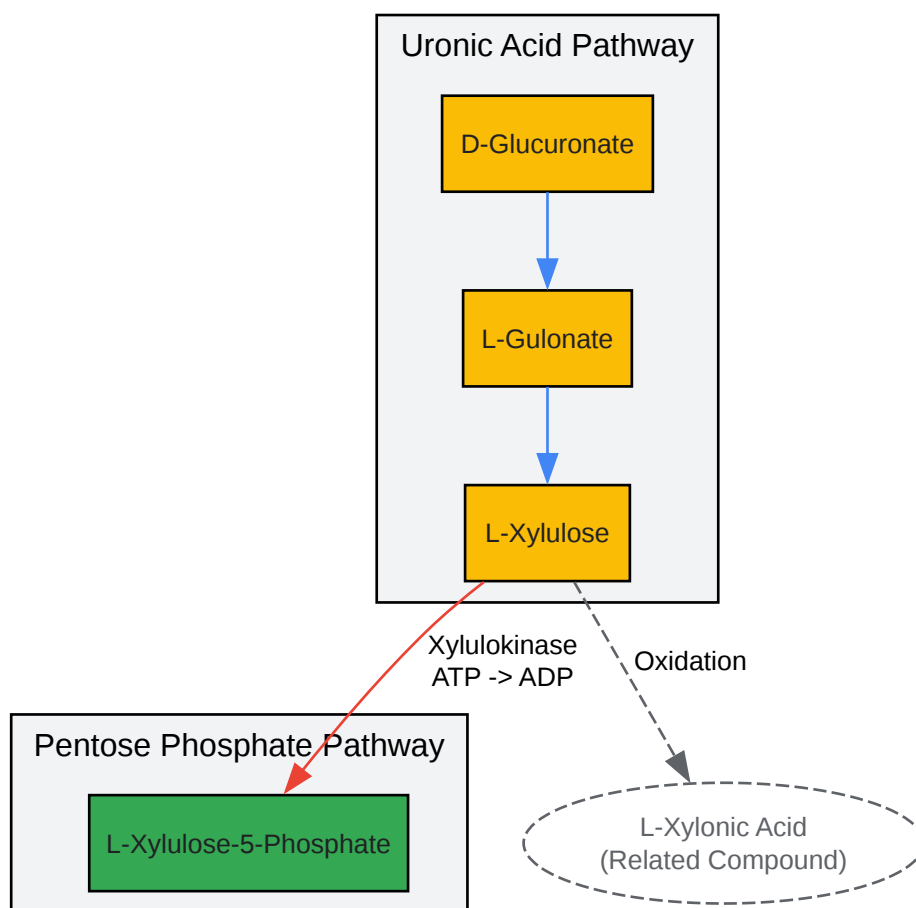 Uronic Acid Pathway
D-Glucuronate
L-Gulonate
L-Xylulose
Xylulokinase
ATP -> ADP
Oxidation
Pentose Phosphate Pathway
L-Xylulose-5-Phosphate
L-Xylonic Acid
(Related Compound)